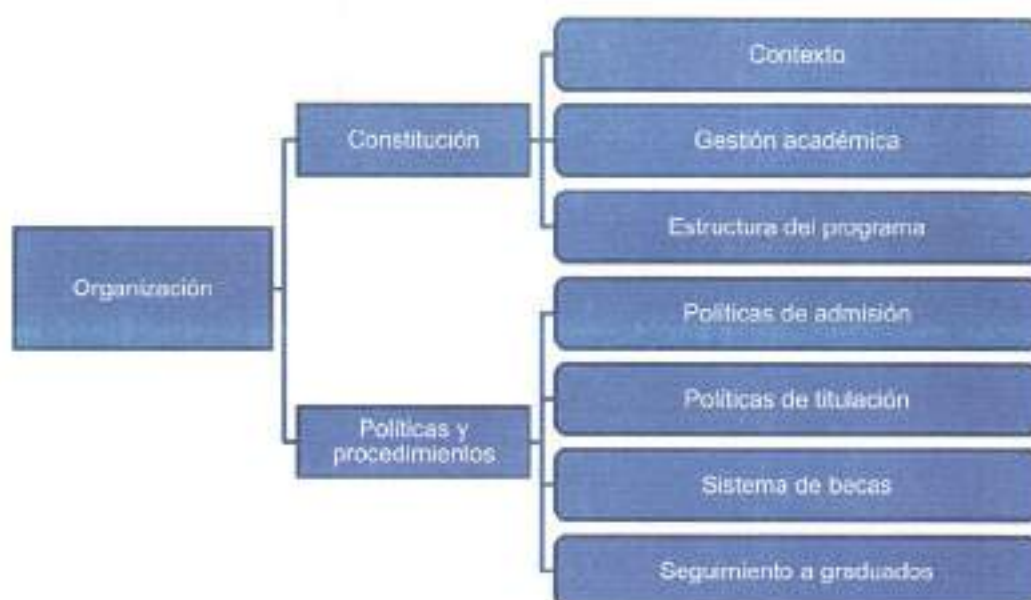 Contexto
Constitución
Gestión académica
Estructura del programa
Organización
Políticas de admisión
Políticas de titulación
Políticas y
procedimientos
Sistema de becas
Seguimiento a graduados